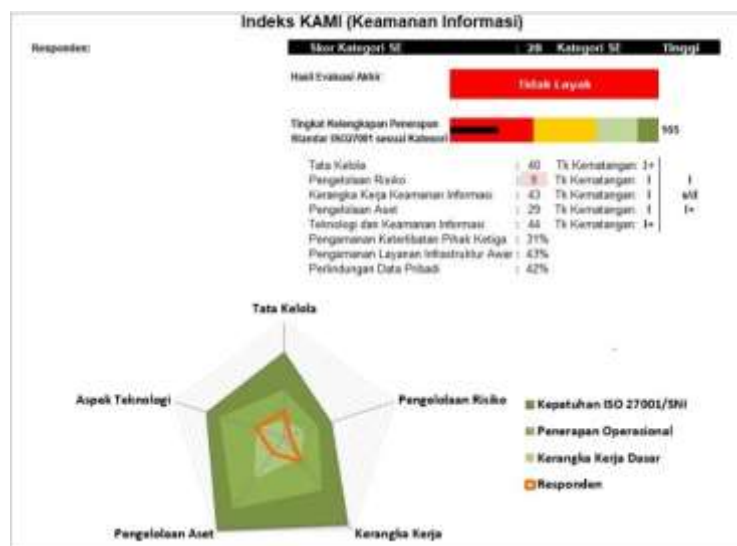 Indeks KAMI (Keamanan Informasi)
Responden:
Skor Kategori SE : 28 Kategori SE Tinggi
Hasil Evaluasi Akhir: Tidak Layak
Tingkat Kelengkapan Penerapan
Standar ISO27001 sesuai Kategori
165
Tata Kelola : 40 Tk Kematangan: I+
Pengelolaan Risiko : 9 Tk Kematangan: I I
Kerangka Kerja Keamanan Informasi : 43 Tk Kematangan: I s/d
Pengelolaan Aset : 29 Tk Kematangan: I I+
Teknologi dan Keamanan Informasi : 44 Tk Kematangan: I+
Pengamanan Keterlibatan Pihak Ketiga : 31%
Pengamanan Layanan Infrastruktur Awan : 43%
Perlindungan Data Pribadi : 42%
Tata Kelola
Aspek Teknologi
Pengelolaan Risiko
Pengelolaan Aset
Kerangka Kerja
Kepatuhan ISO 27001/SNI
Penerapan Operasional
Kerangka Kerja Dasar
Responden